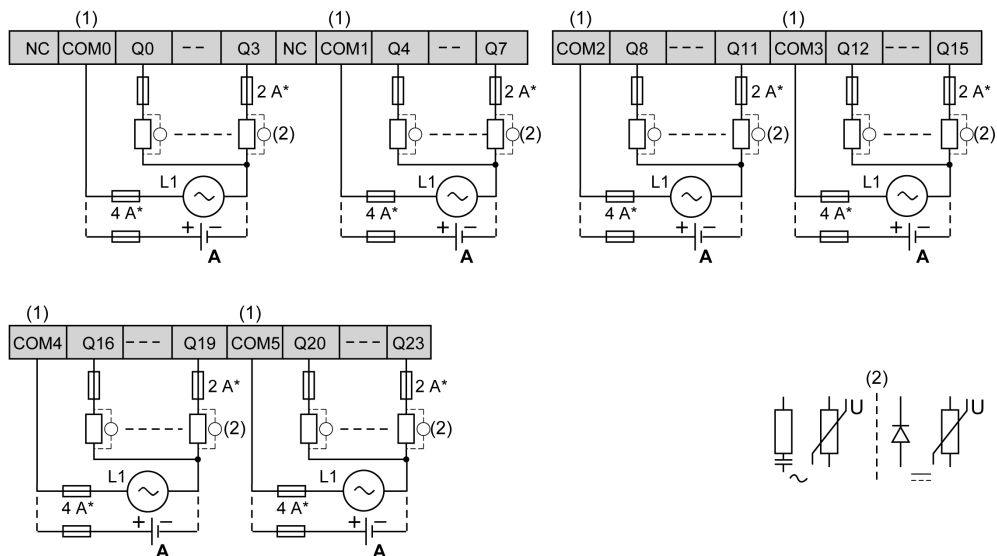 (1) (1) (1) (1)
NC COM0 Q0 -- Q3 NC COM1 Q4 -- Q7 COM2 Q8 --- Q11 COM3 Q12 --- Q15
2 A* 2 A* 2 A* 2 A*
(2) (2) (2) (2)
L1 L1 L1 L1
4 A* 4 A* 4 A* 4 A*
+ − + − + − + −
A A A A
(1) (1)
COM4 Q16 --- Q19 COM5 Q20 --- Q23
2 A* 2 A*
(2) (2)
L1 L1
4 A* 4 A*
+ − + −
A A
(2)
U U